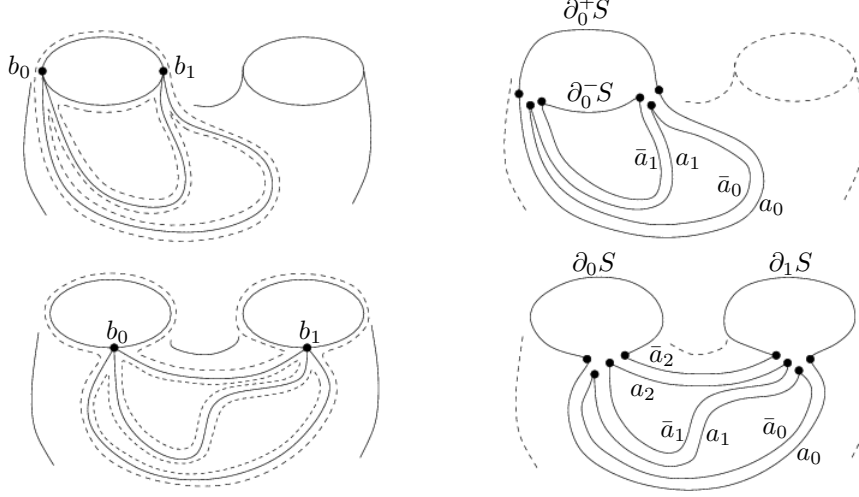 ∂₀⁺S
b₀ b₁
∂₀⁻S
ā₁ a₁
ā₀
a₀
∂₀S ∂₁S
b₀ b₁
ā₂
a₂
ā₁ a₁ ā₀
a₀